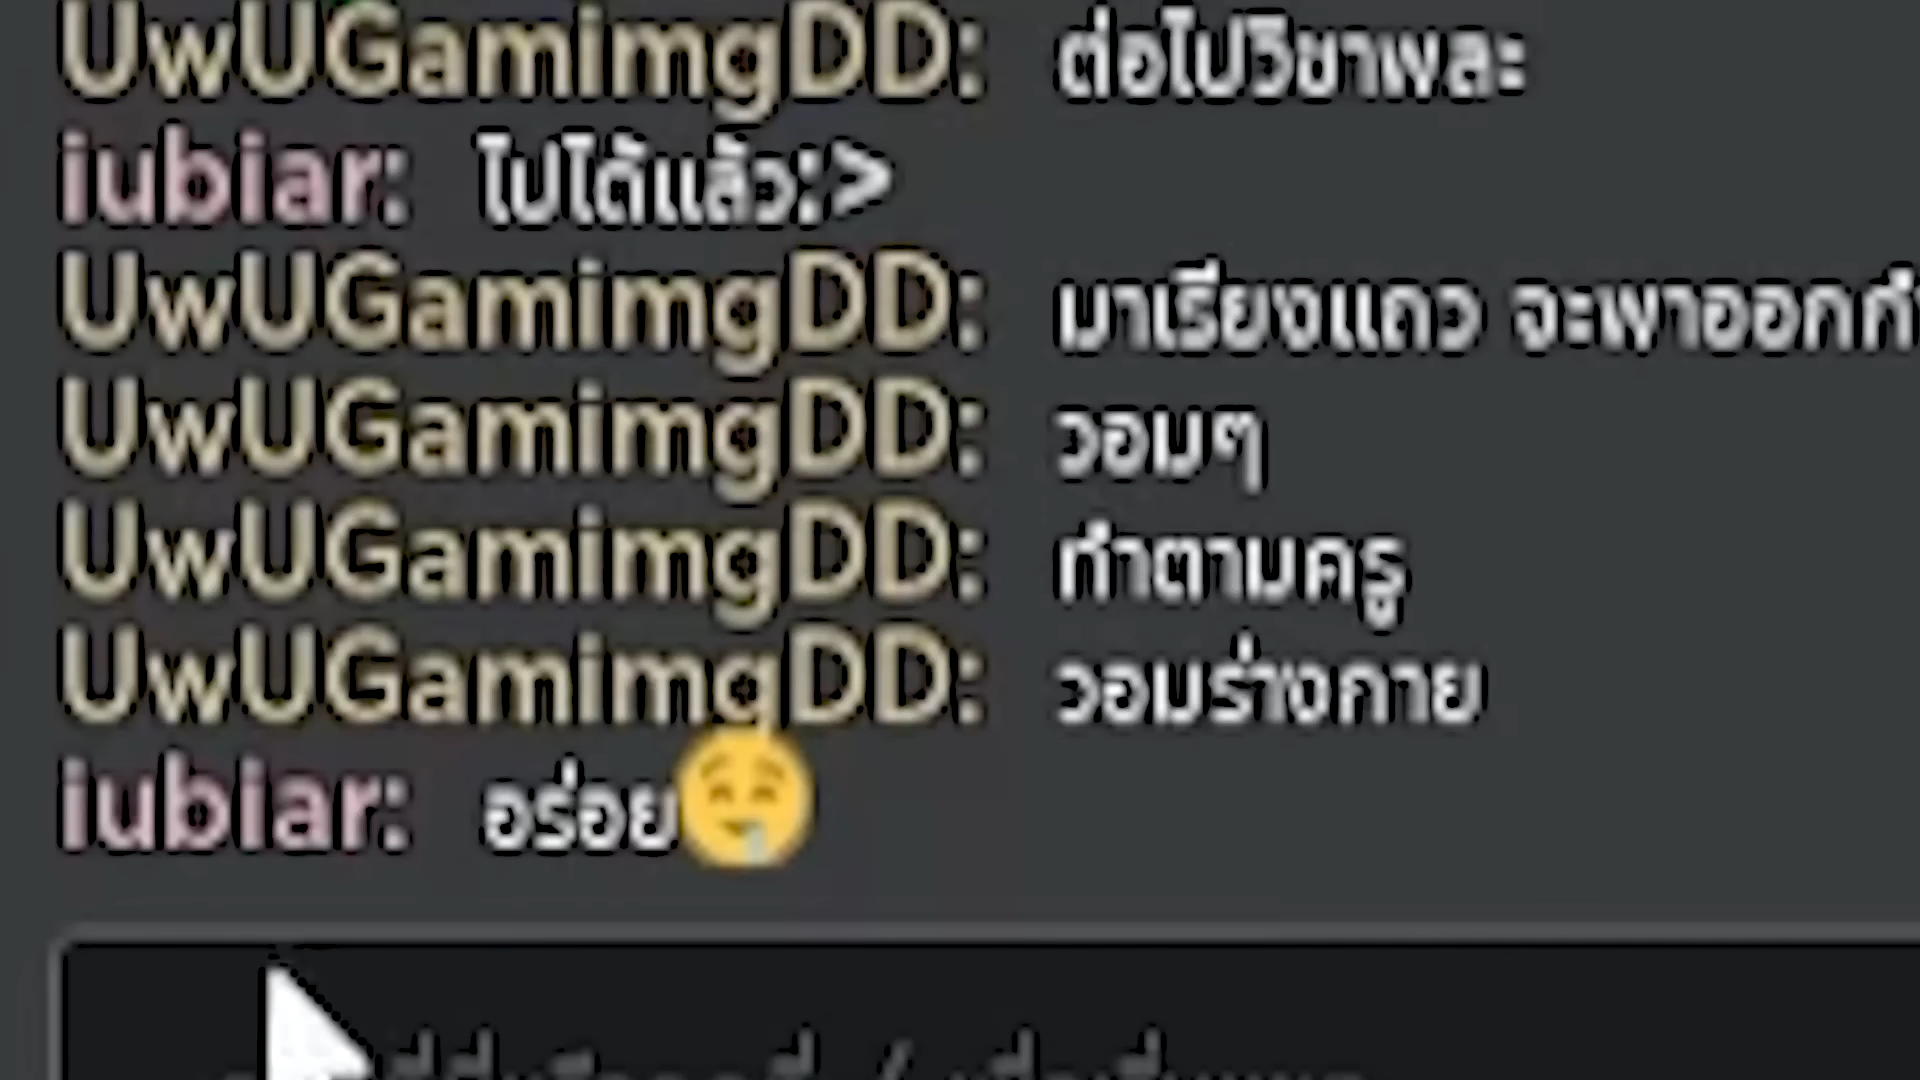 UwUGamimgDD: ต่อไปวิชาพละ
iubiar: ไปได้แล้ว:>
UwUGamimgDD: มาเรียงแถว จะพาออกกำ
UwUGamimgDD: วอมๆ
UwUGamimgDD: ทำตามครู
UwUGamimgDD: วอมร่างกาย
iubiar: อร่อย🤤